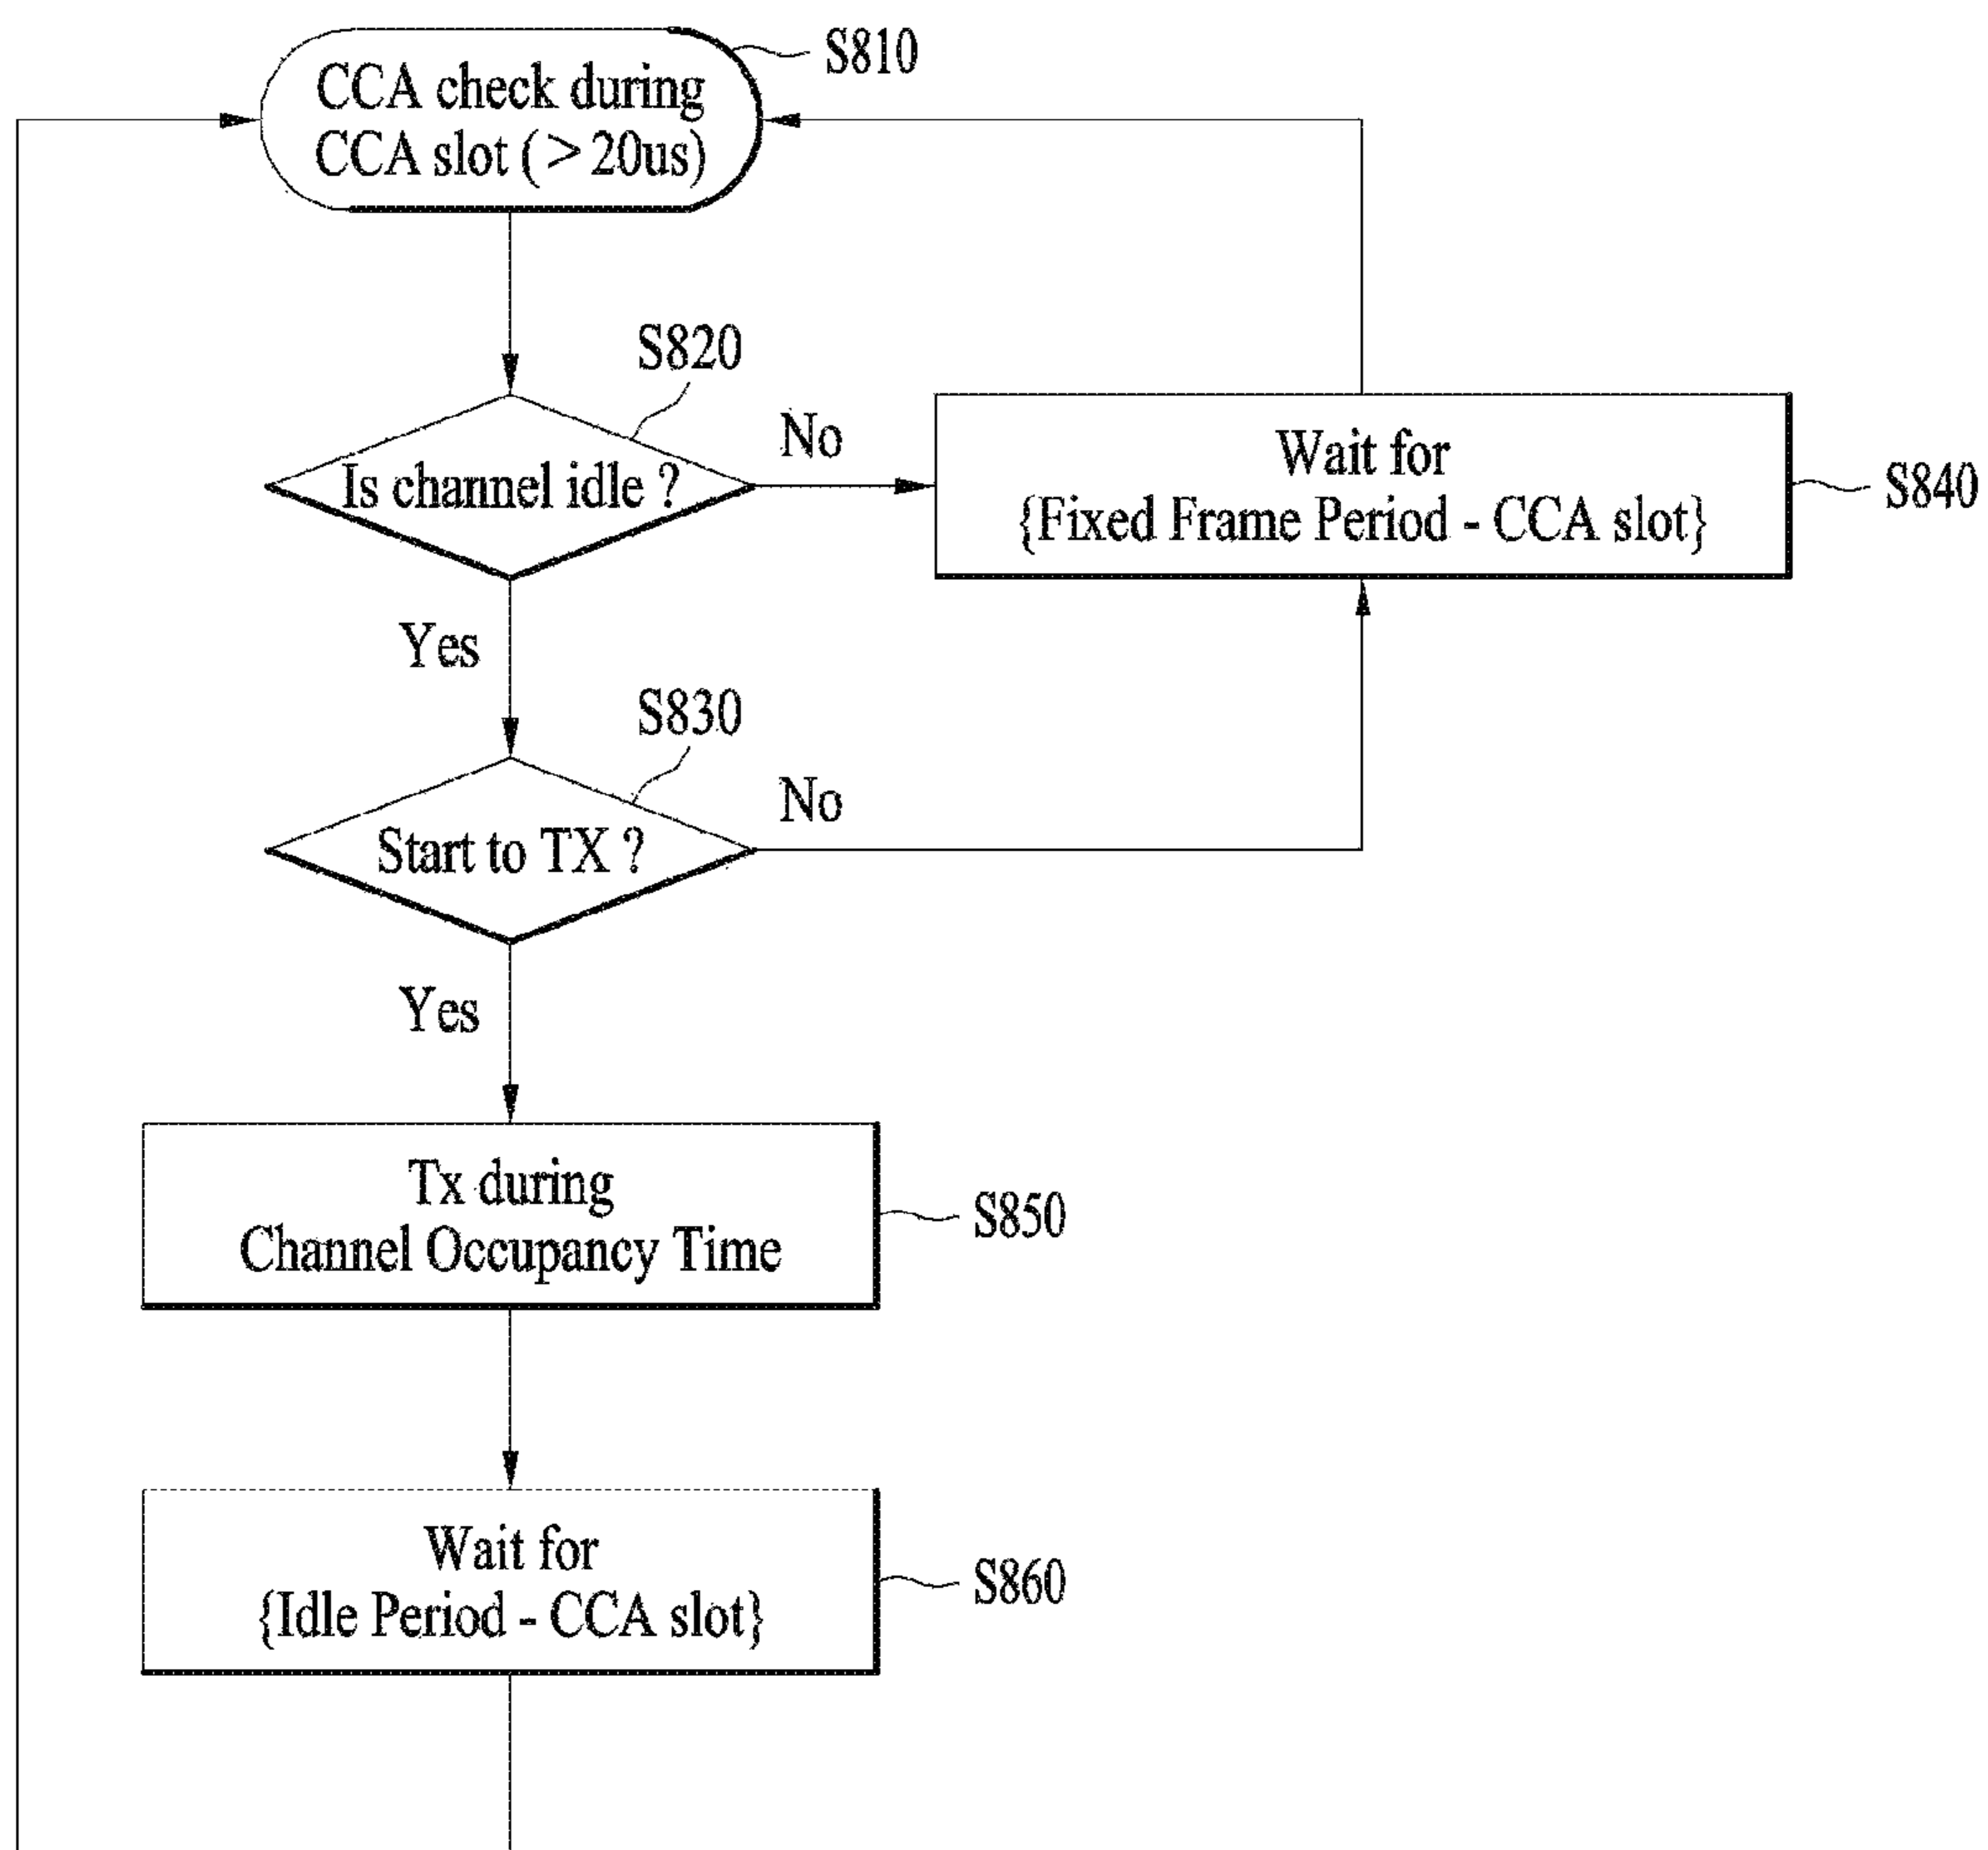 CCA check during
CCA slot ( > 20us)
S810
S820
Is channel idle ?
No
Wait for
{Fixed Frame Period - CCA slot}
S840
Yes
S830
Start to TX ?
No
Yes
Tx during
Channel Occupancy Time
S850
Wait for
{Idle Period - CCA slot}
S860